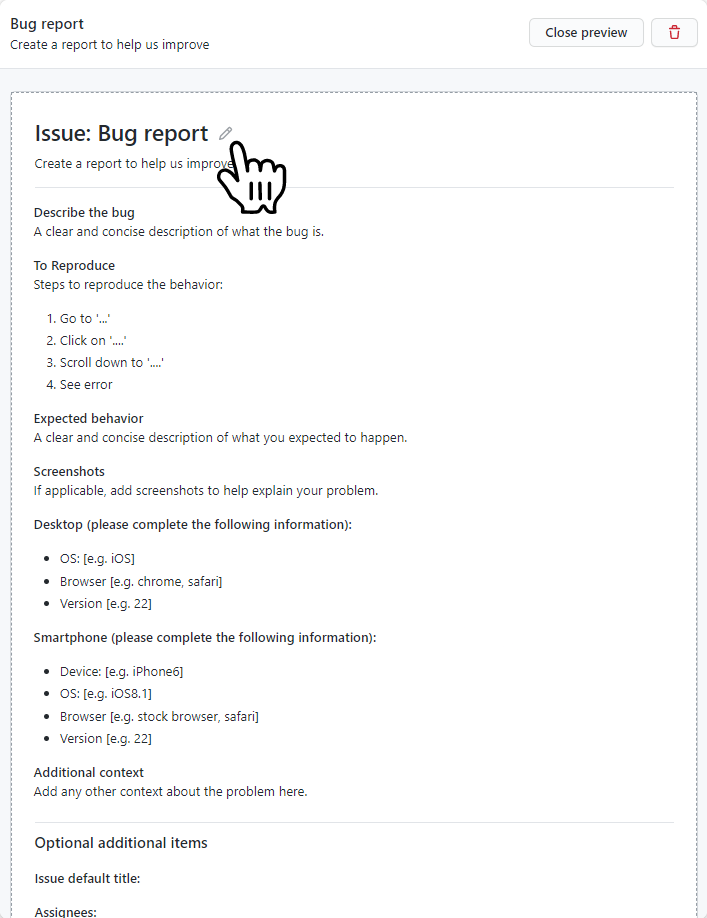 Bug report
Create a report to help us improve
Close preview
Issue: Bug report
Create a report to help us improve
Describe the bug
A clear and concise description of what the bug is.
To Reproduce
Steps to reproduce the behavior:
1. Go to '...'
2. Click on '....'
3. Scroll down to '....'
4. See error
Expected behavior
A clear and concise description of what you expected to happen.
Screenshots
If applicable, add screenshots to help explain your problem.
Desktop (please complete the following information):
• OS: [e.g. iOS]
• Browser [e.g. chrome, safari]
• Version [e.g. 22]
Smartphone (please complete the following information):
• Device: [e.g. iPhone6]
• OS: [e.g. iOS8.1]
• Browser [e.g. stock browser, safari]
• Version [e.g. 22]
Additional context
Add any other context about the problem here.
Optional additional items
Issue default title:
Assignees: